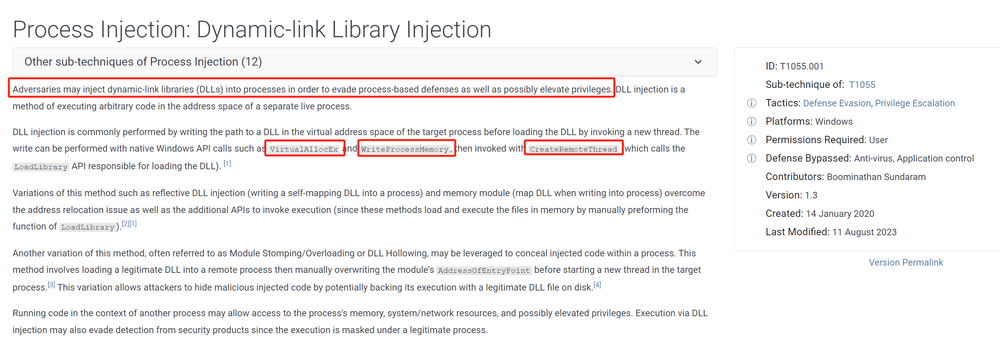 Process Injection: Dynamic-link Library Injection
Other sub-techniques of Process Injection (12)
Adversaries may inject dynamic-link libraries (DLLs) into processes in order to evade process-based defenses as well as possibly elevate privileges. DLL injection is a
method of executing arbitrary code in the address space of a separate live process.
DLL injection is commonly performed by writing the path to a DLL in the virtual address space of the target process before loading the DLL by invoking a new thread. The
write can be performed with native Windows API calls such as VirtualAllocEx and WriteProcessMemory, then invoked with CreateRemoteThread (which calls the
LoadLibrary API responsible for loading the DLL). [1]
Variations of this method such as reflective DLL injection (writing a self-mapping DLL into a process) and memory module (map DLL when writing into process) overcome
the address relocation issue as well as the additional APIs to invoke execution (since these methods load and execute the files in memory by manually preforming the
function of LoadLibrary).[2][1]
Another variation of this method, often referred to as Module Stomping/Overloading or DLL Hollowing, may be leveraged to conceal injected code within a process. This
method involves loading a legitimate DLL into a remote process then manually overwriting the module's AddressOfEntryPoint before starting a new thread in the target
process.[3] This variation allows attackers to hide malicious injected code by potentially backing its execution with a legitimate DLL file on disk.[4]
Running code in the context of another process may allow access to the process's memory, system/network resources, and possibly elevated privileges. Execution via DLL
injection may also evade detection from security products since the execution is masked under a legitimate process.
ID: T1055.001
Sub-technique of: T1055
Tactics: Defense Evasion, Privilege Escalation
Platforms: Windows
Permissions Required: User
Defense Bypassed: Anti-virus, Application control
Contributors: Boominathan Sundaram
Version: 1.3
Created: 14 January 2020
Last Modified: 11 August 2023
Version Permalink